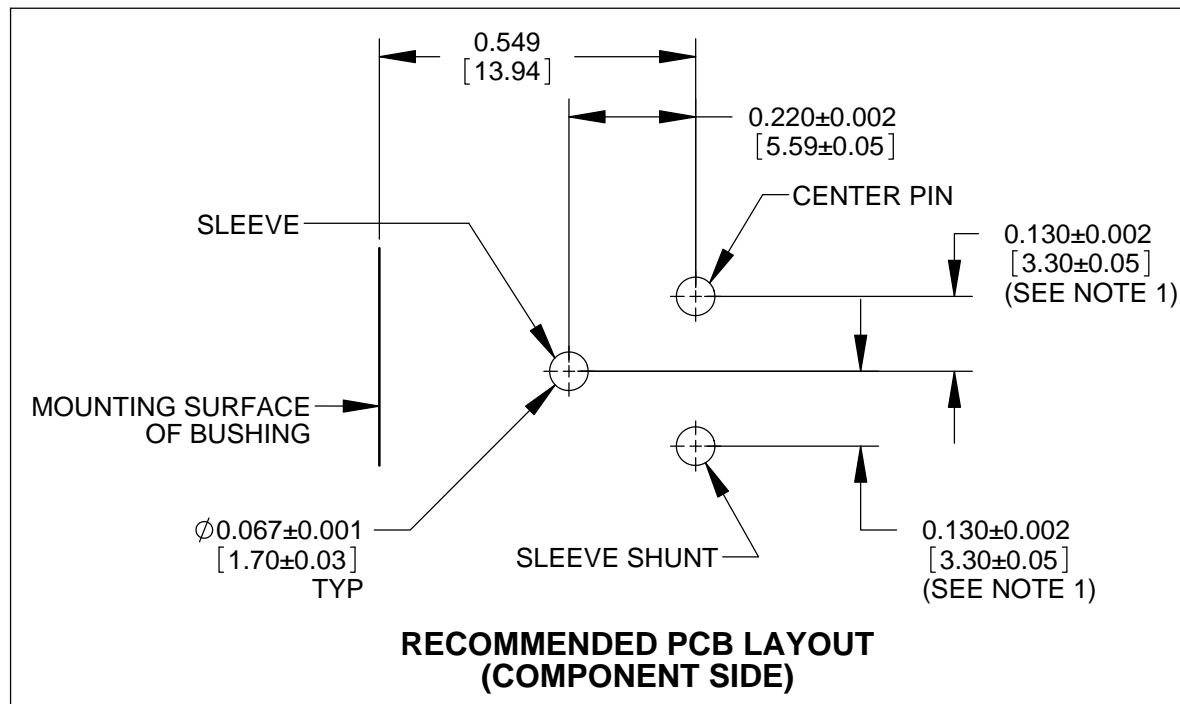 0.549
[13.94]
0.220±0.002
[5.59±0.05]
CENTER PIN
SLEEVE
0.130±0.002
[3.30±0.05]
(SEE NOTE 1)
MOUNTING SURFACE
OF BUSHING
∅0.067±0.001
[1.70±0.03]
TYP
SLEEVE SHUNT
0.130±0.002
[3.30±0.05]
(SEE NOTE 1)
RECOMMENDED PCB LAYOUT
(COMPONENT SIDE)